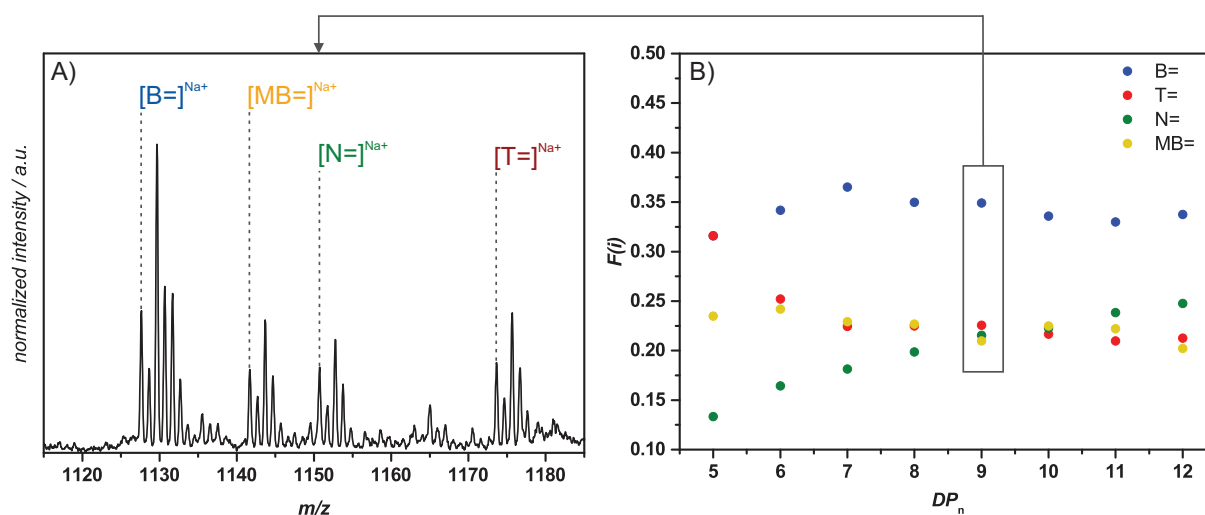 A)
[B=]Na+
[MB=]Na+
[N=]Na+
[T=]Na+
normalized intensity / a.u.
1120 1130 1140 1150 1160 1170 1180
m/z
B)
B=
T=
N=
MB=
0.50
0.45
0.40
0.35
0.30
0.25
0.20
0.15
0.10
F(i)
5 6 7 8 9 10 11 12
DPn